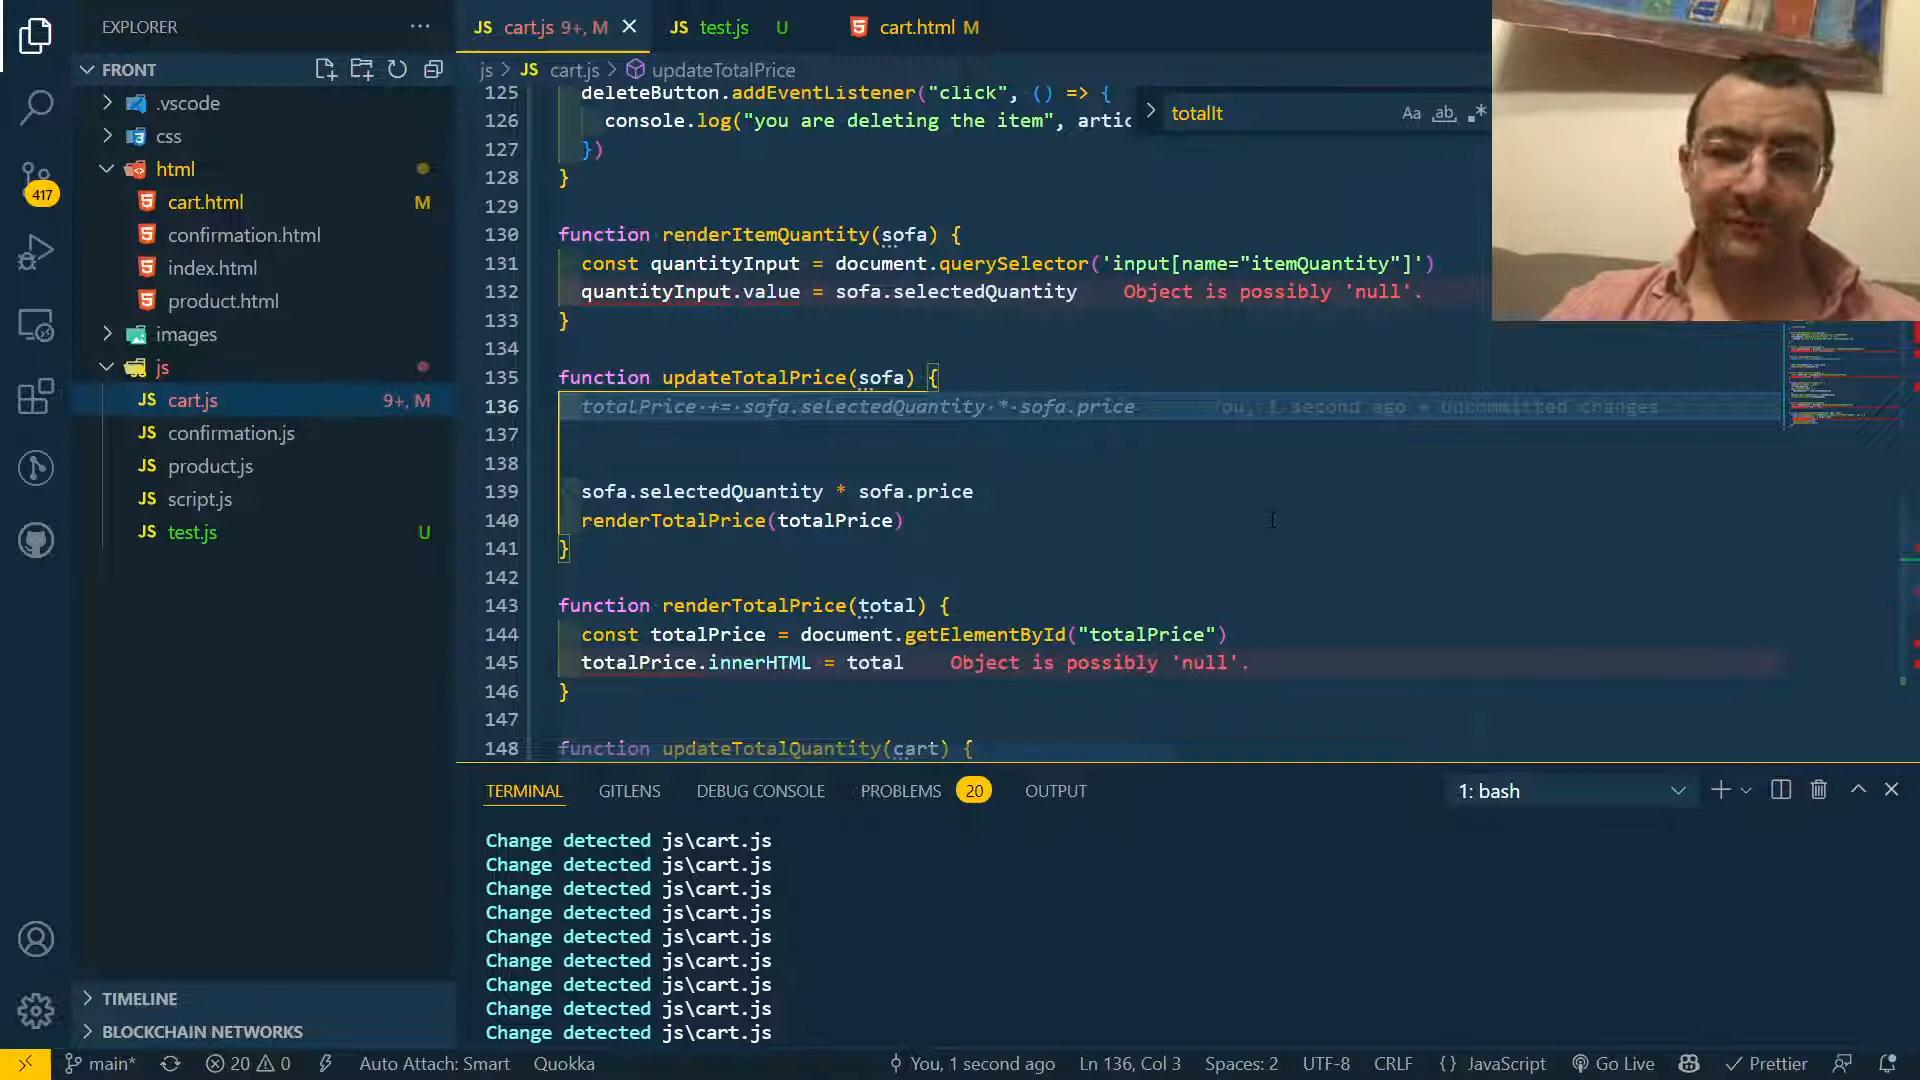 EXPLORER
FRONT
.vscode
css
html
cart.html M
confirmation.html
index.html
product.html
images
js
cart.js 9+, M
confirmation.js
product.js
script.js
test.js U
TIMELINE
BLOCKCHAIN NETWORKS
417
JS cart.js 9+, M
JS test.js U
cart.html M
js > JS cart.js > updateTotalPrice
totalIt
Aa ab
125 deleteButton.addEventListener("click", () => {
126 console.log("you are deleting the item", artic
127 })
128 }
129
130 function renderItemQuantity(sofa) {
131 const quantityInput = document.querySelector('input[name="itemQuantity"]')
132 quantityInput.value = sofa.selectedQuantity Object is possibly 'null'.
133 }
134
135 function updateTotalPrice(sofa) {
136 totalPrice += sofa.selectedQuantity * sofa.price You, 1 second ago • Uncommitted changes
137
138
139 sofa.selectedQuantity * sofa.price
140 renderTotalPrice(totalPrice)
141 }
142
143 function renderTotalPrice(total) {
144 const totalPrice = document.getElementById("totalPrice")
145 totalPrice.innerHTML = total Object is possibly 'null'.
146 }
147
148 function updateTotalQuantity(cart) {
TERMINAL GITLENS DEBUG CONSOLE PROBLEMS 20 OUTPUT 1: bash
Change detected js\cart.js
Change detected js\cart.js
Change detected js\cart.js
Change detected js\cart.js
Change detected js\cart.js
Change detected js\cart.js
Change detected js\cart.js
Change detected js\cart.js
Change detected js\cart.js
main* 20 0 Auto Attach: Smart Quokka You, 1 second ago Ln 136, Col 3 Spaces: 2 UTF-8 CRLF {} JavaScript Go Live Prettier